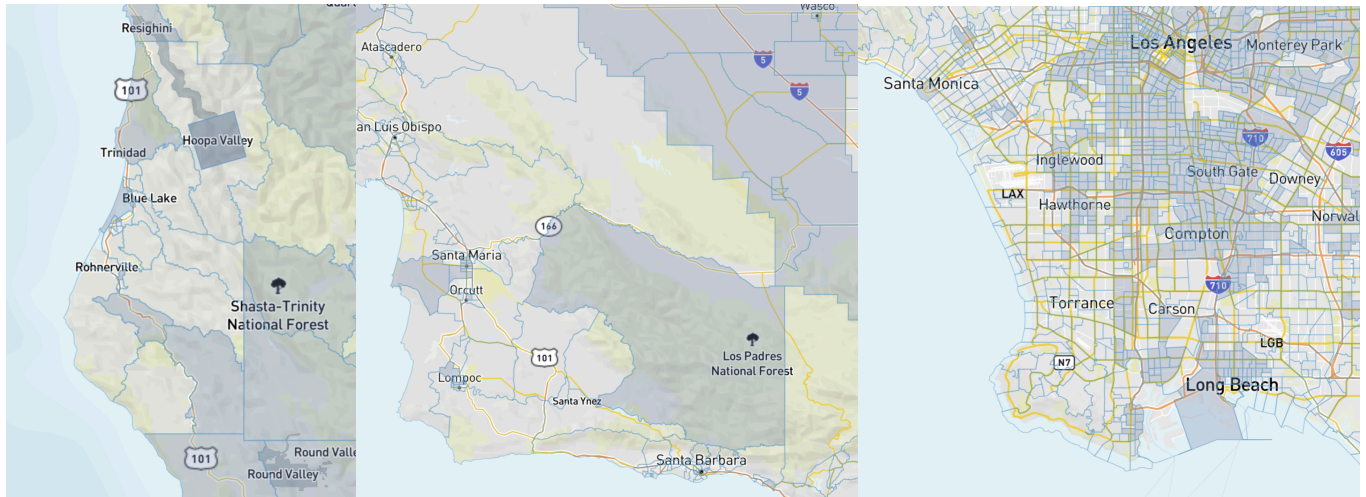 Resighini
101
Hoopa Valley
Trinidad
Blue Lake
Rohnerville
Shasta-Trinity
National Forest
101
Round Valle
Round Valley
Wasco
Atascadero
5
5
an Luis Obispo
166
Santa Maria
Orcutt
101
Los Padres
National Forest
Lompoc
Santa Ynez
Santa Barbara
Los Angeles
Monterey Park
Santa Monica
710
605
Inglewood
South Gate
Downey
LAX
Hawthorne
Norwal
Compton
710
Torrance
Carson
LGB
N7
Long Beach